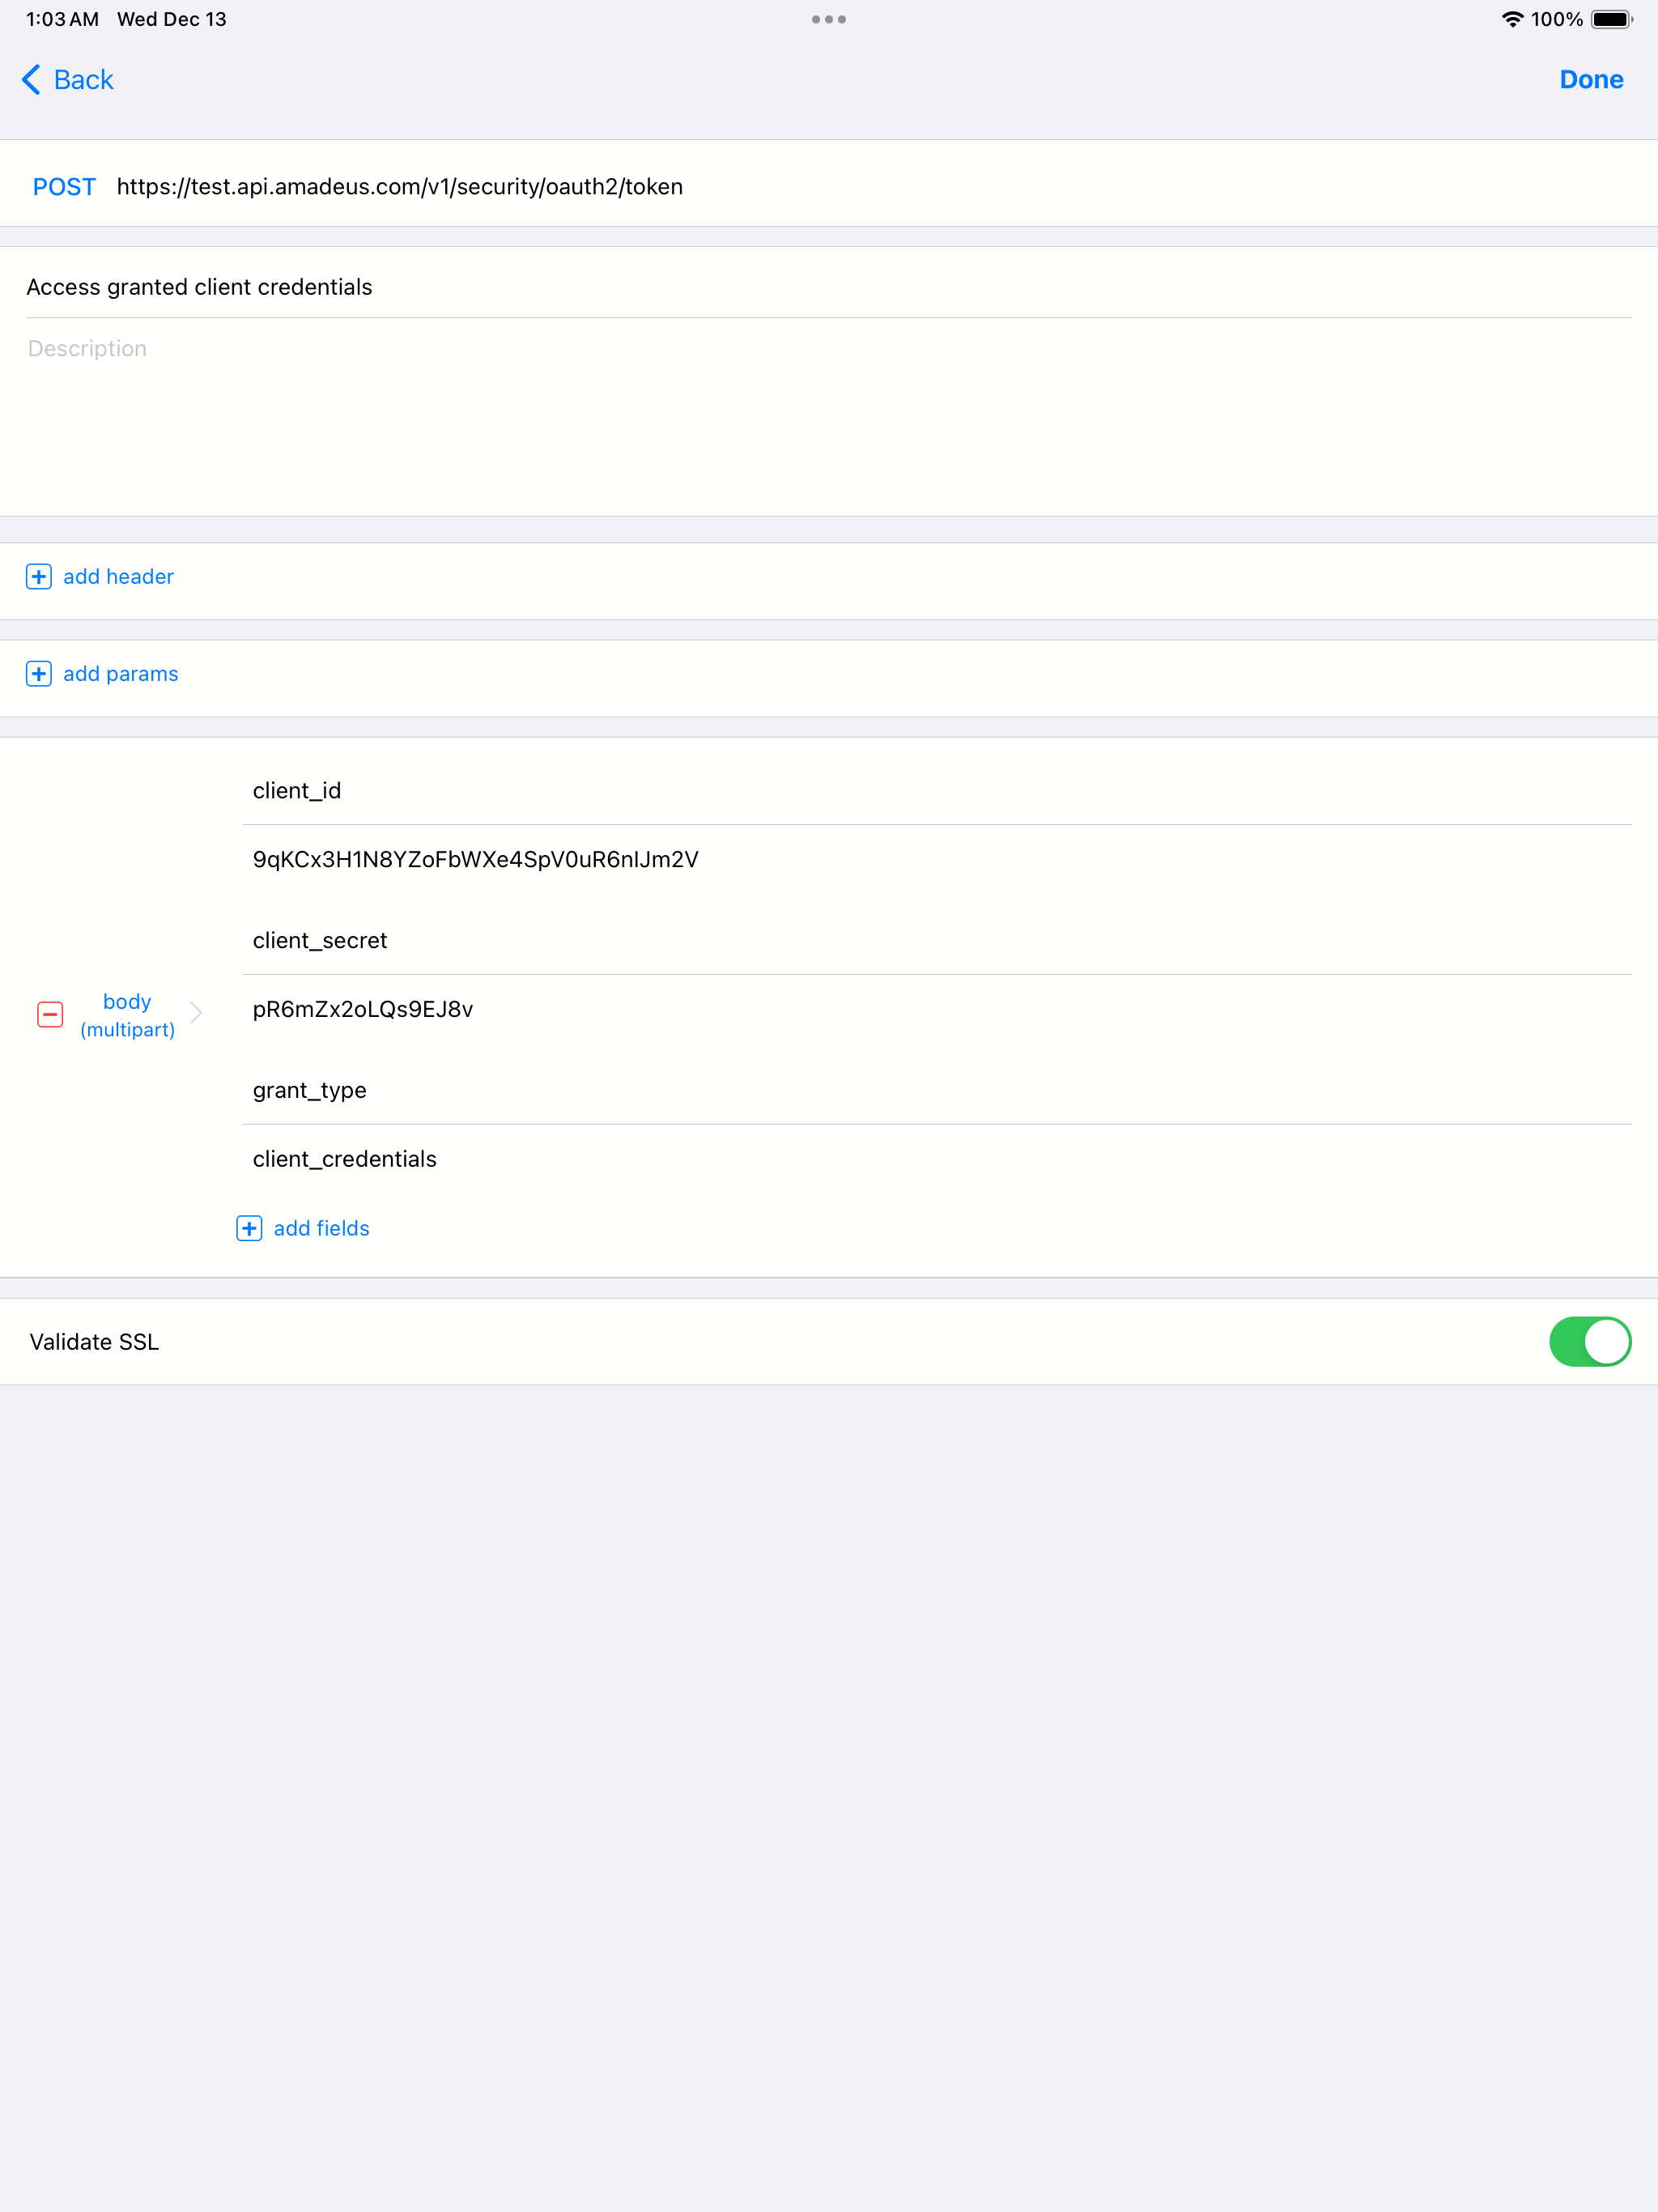 1:03 AM Wed Dec 13
100%
Back
Done
POST https://test.api.amadeus.com/v1/security/oauth2/token
Access granted client credentials
Description
add header
add params
client_id
9qKCx3H1N8YZoFbWXe4SpV0uR6nlJm2V
client_secret
body
(multipart)
pR6mZx2oLQs9EJ8v
grant_type
client_credentials
add fields
Validate SSL